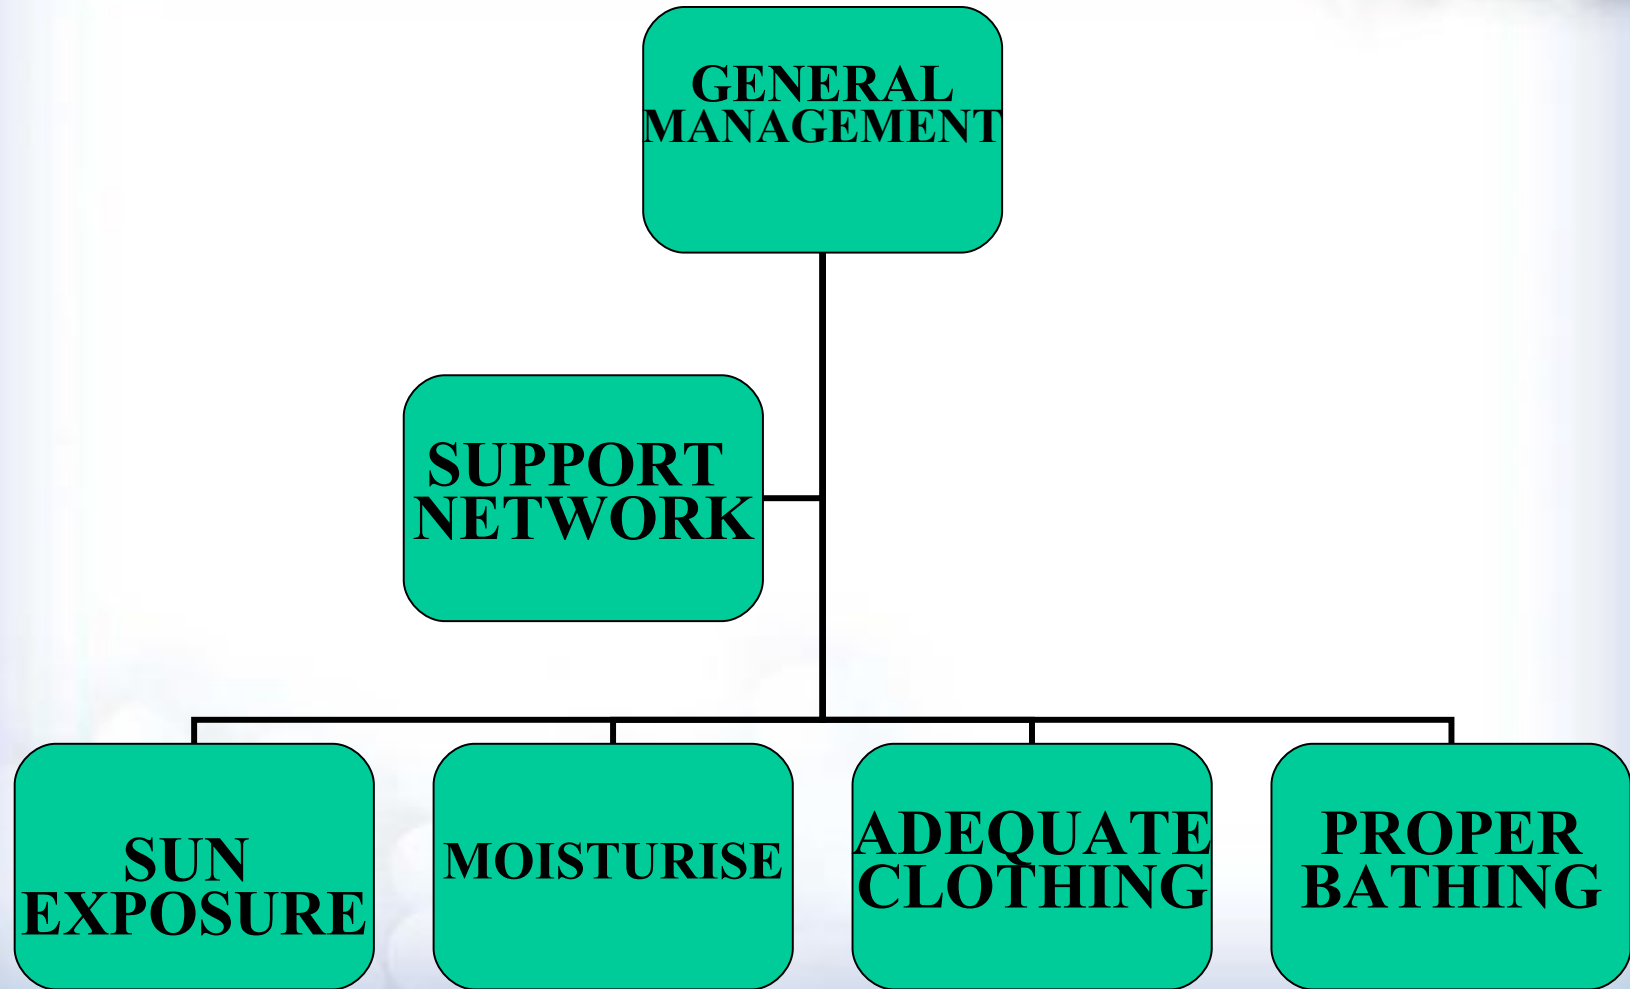 GENERAL
MANAGEMENT
SUPPORT
NETWORK
SUN
EXPOSURE
MOISTURISE
ADEQUATE
CLOTHING
PROPER
BATHING